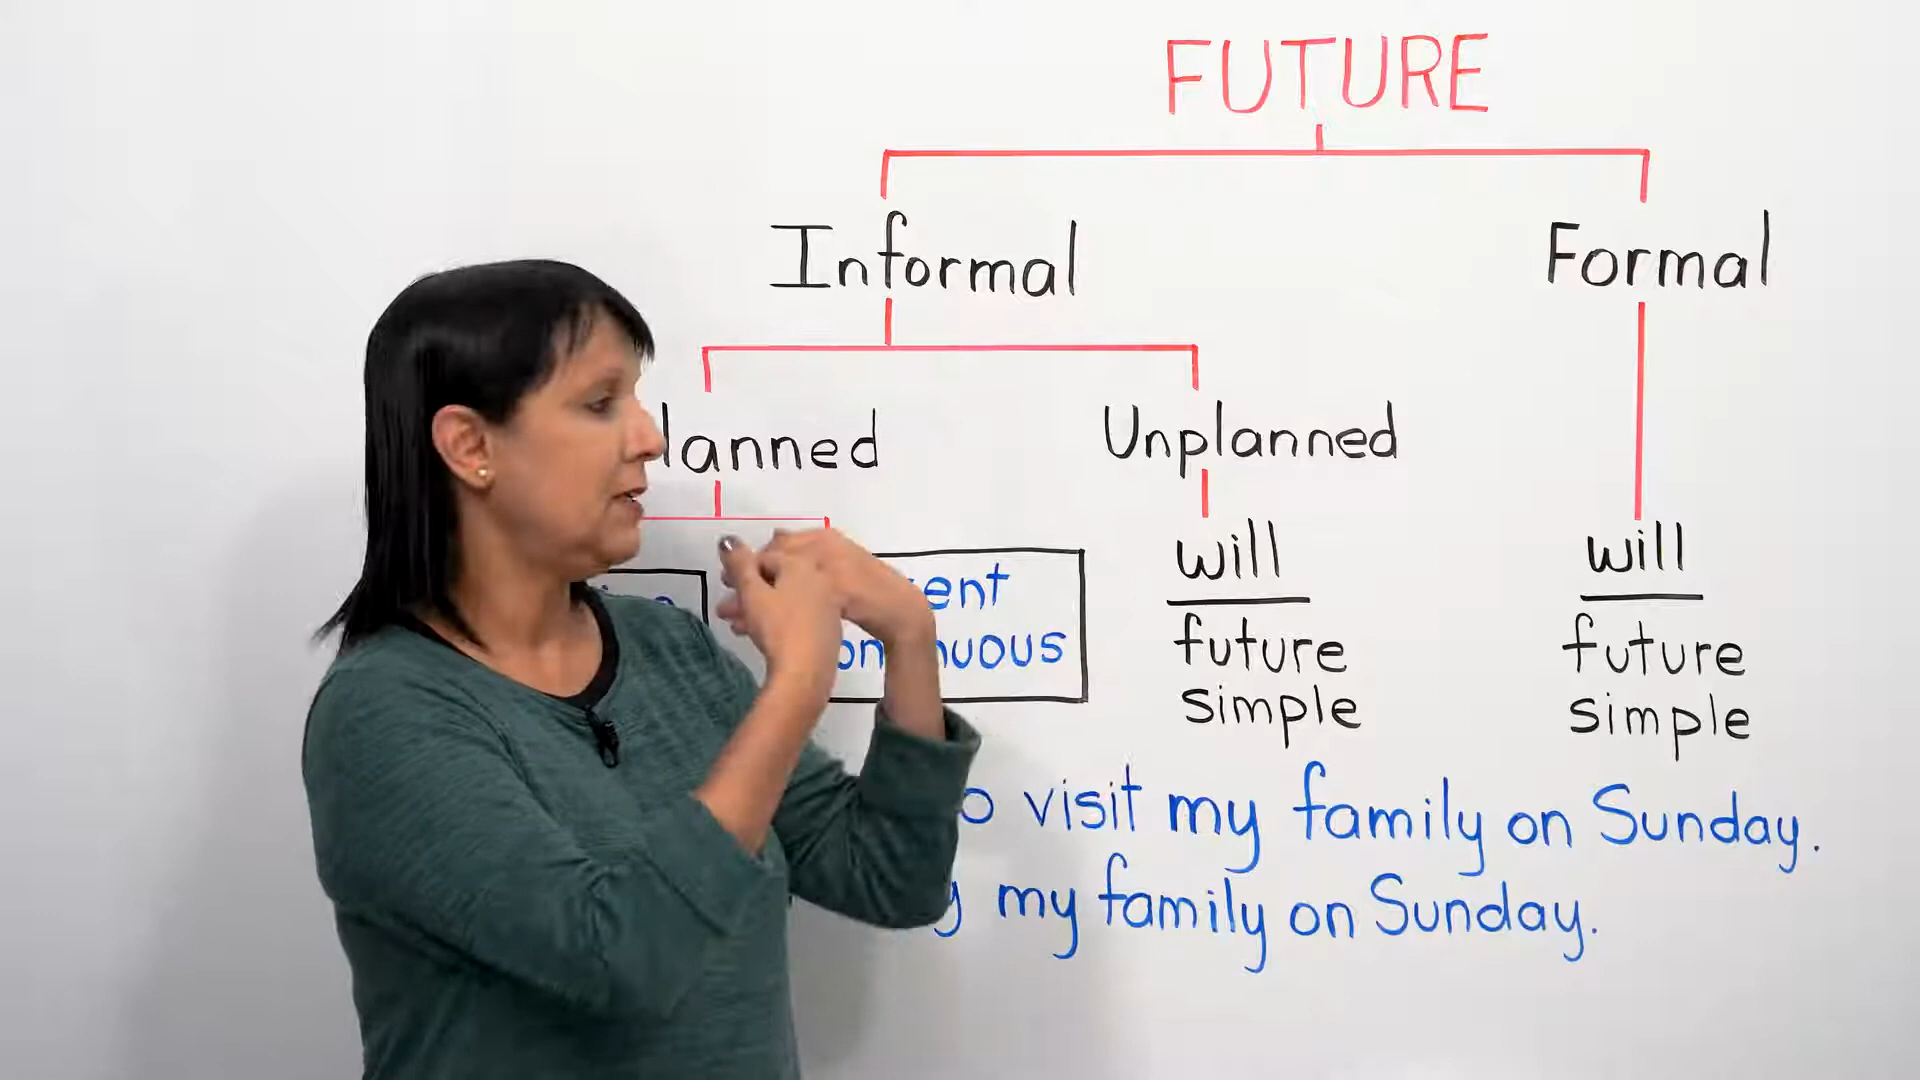 FUTURE
Informal
Formal
lanned
Unplanned
will
future
simple
will
future
simple
ent
nuous
visit my family on Sunday.
my family on Sunday.